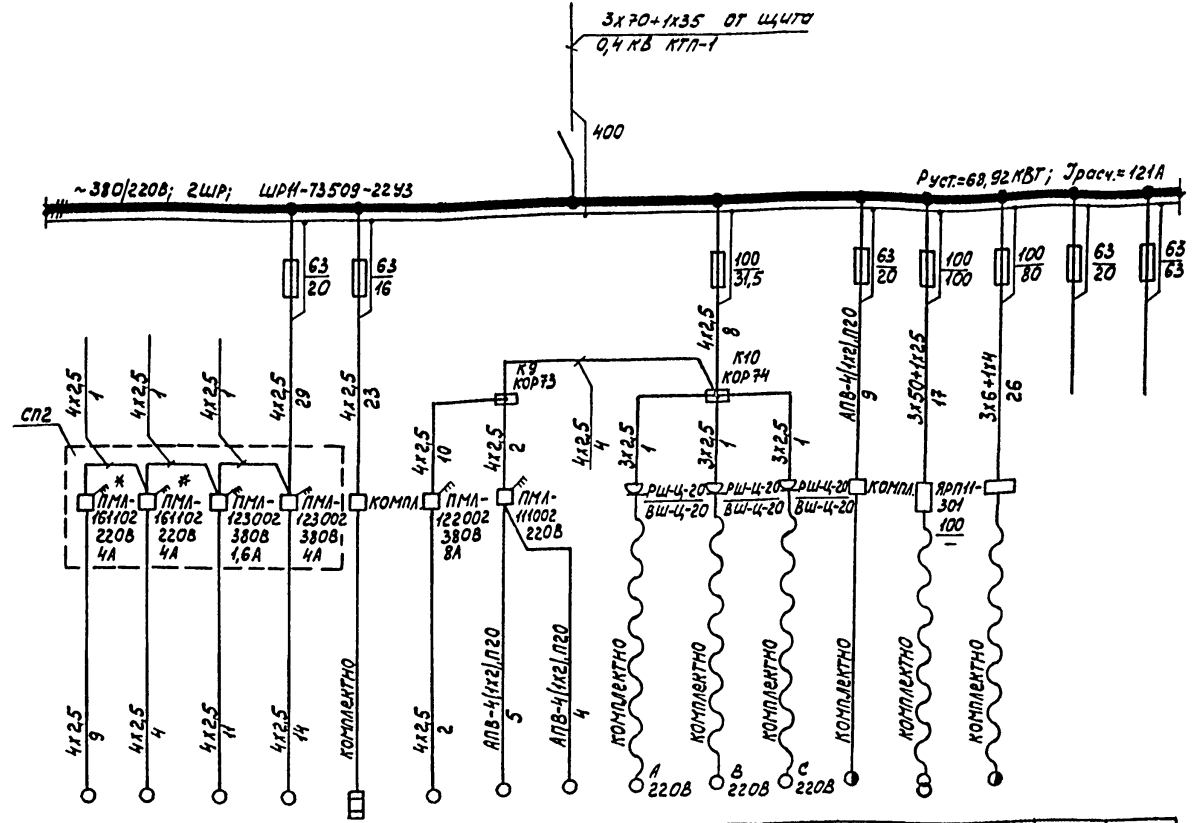 3х70+1х35 от щита
0,4 кВ КТП-1
400
~380/220В; 2ШР; ШРН-73509-22У3
Руст.=68,92 кВт; Iрасч.=121А
63
20
63
16
100
31,5
63
20
100
100
100
80
63
20
63
63
4х2,5
1
4х2,5
1
4х2,5
1
4х2,5
29
4х2,5
23
4х2,5
8
АПВ-4(1х2),П20
9
3х50+1х25
17
3х6+1х4
26
СП2
К9
КОР73
К10
КОР74
4х2,5
10
4х2,5
2
4х2,5
4
3х2,5
1
3х2,5
1
3х2,5
1
*
ПМЛ-
161102
220В
4А
*
ПМЛ-
161102
220В
4А
ПМЛ-
123002
380В
1,6А
ПМЛ-
123002
380В
4А
КОМПЛ.
ПМЛ-
122002
380В
8А
ПМЛ-
111002
220В
РШ-Ц-20
ВШ-Ц-20
РШ-Ц-20
ВШ-Ц-20
РШ-Ц-20
ВШ-Ц-20
КОМПЛ.
ЯРП11-
301
100
–
4х2,5
9
4х2,5
4
4х2,5
11
4х2,5
14
КОМПЛЕКТНО
4х2,5
2
АПВ-4(1х2),П20
5
АПВ-4(1х2),П20
4
КОМПЛЕКТНО
КОМПЛЕКТНО
КОМПЛЕКТНО
КОМПЛЕКТНО
КОМПЛЕКТНО
КОМПЛЕКТНО
А
220В
В
220В
С
220В